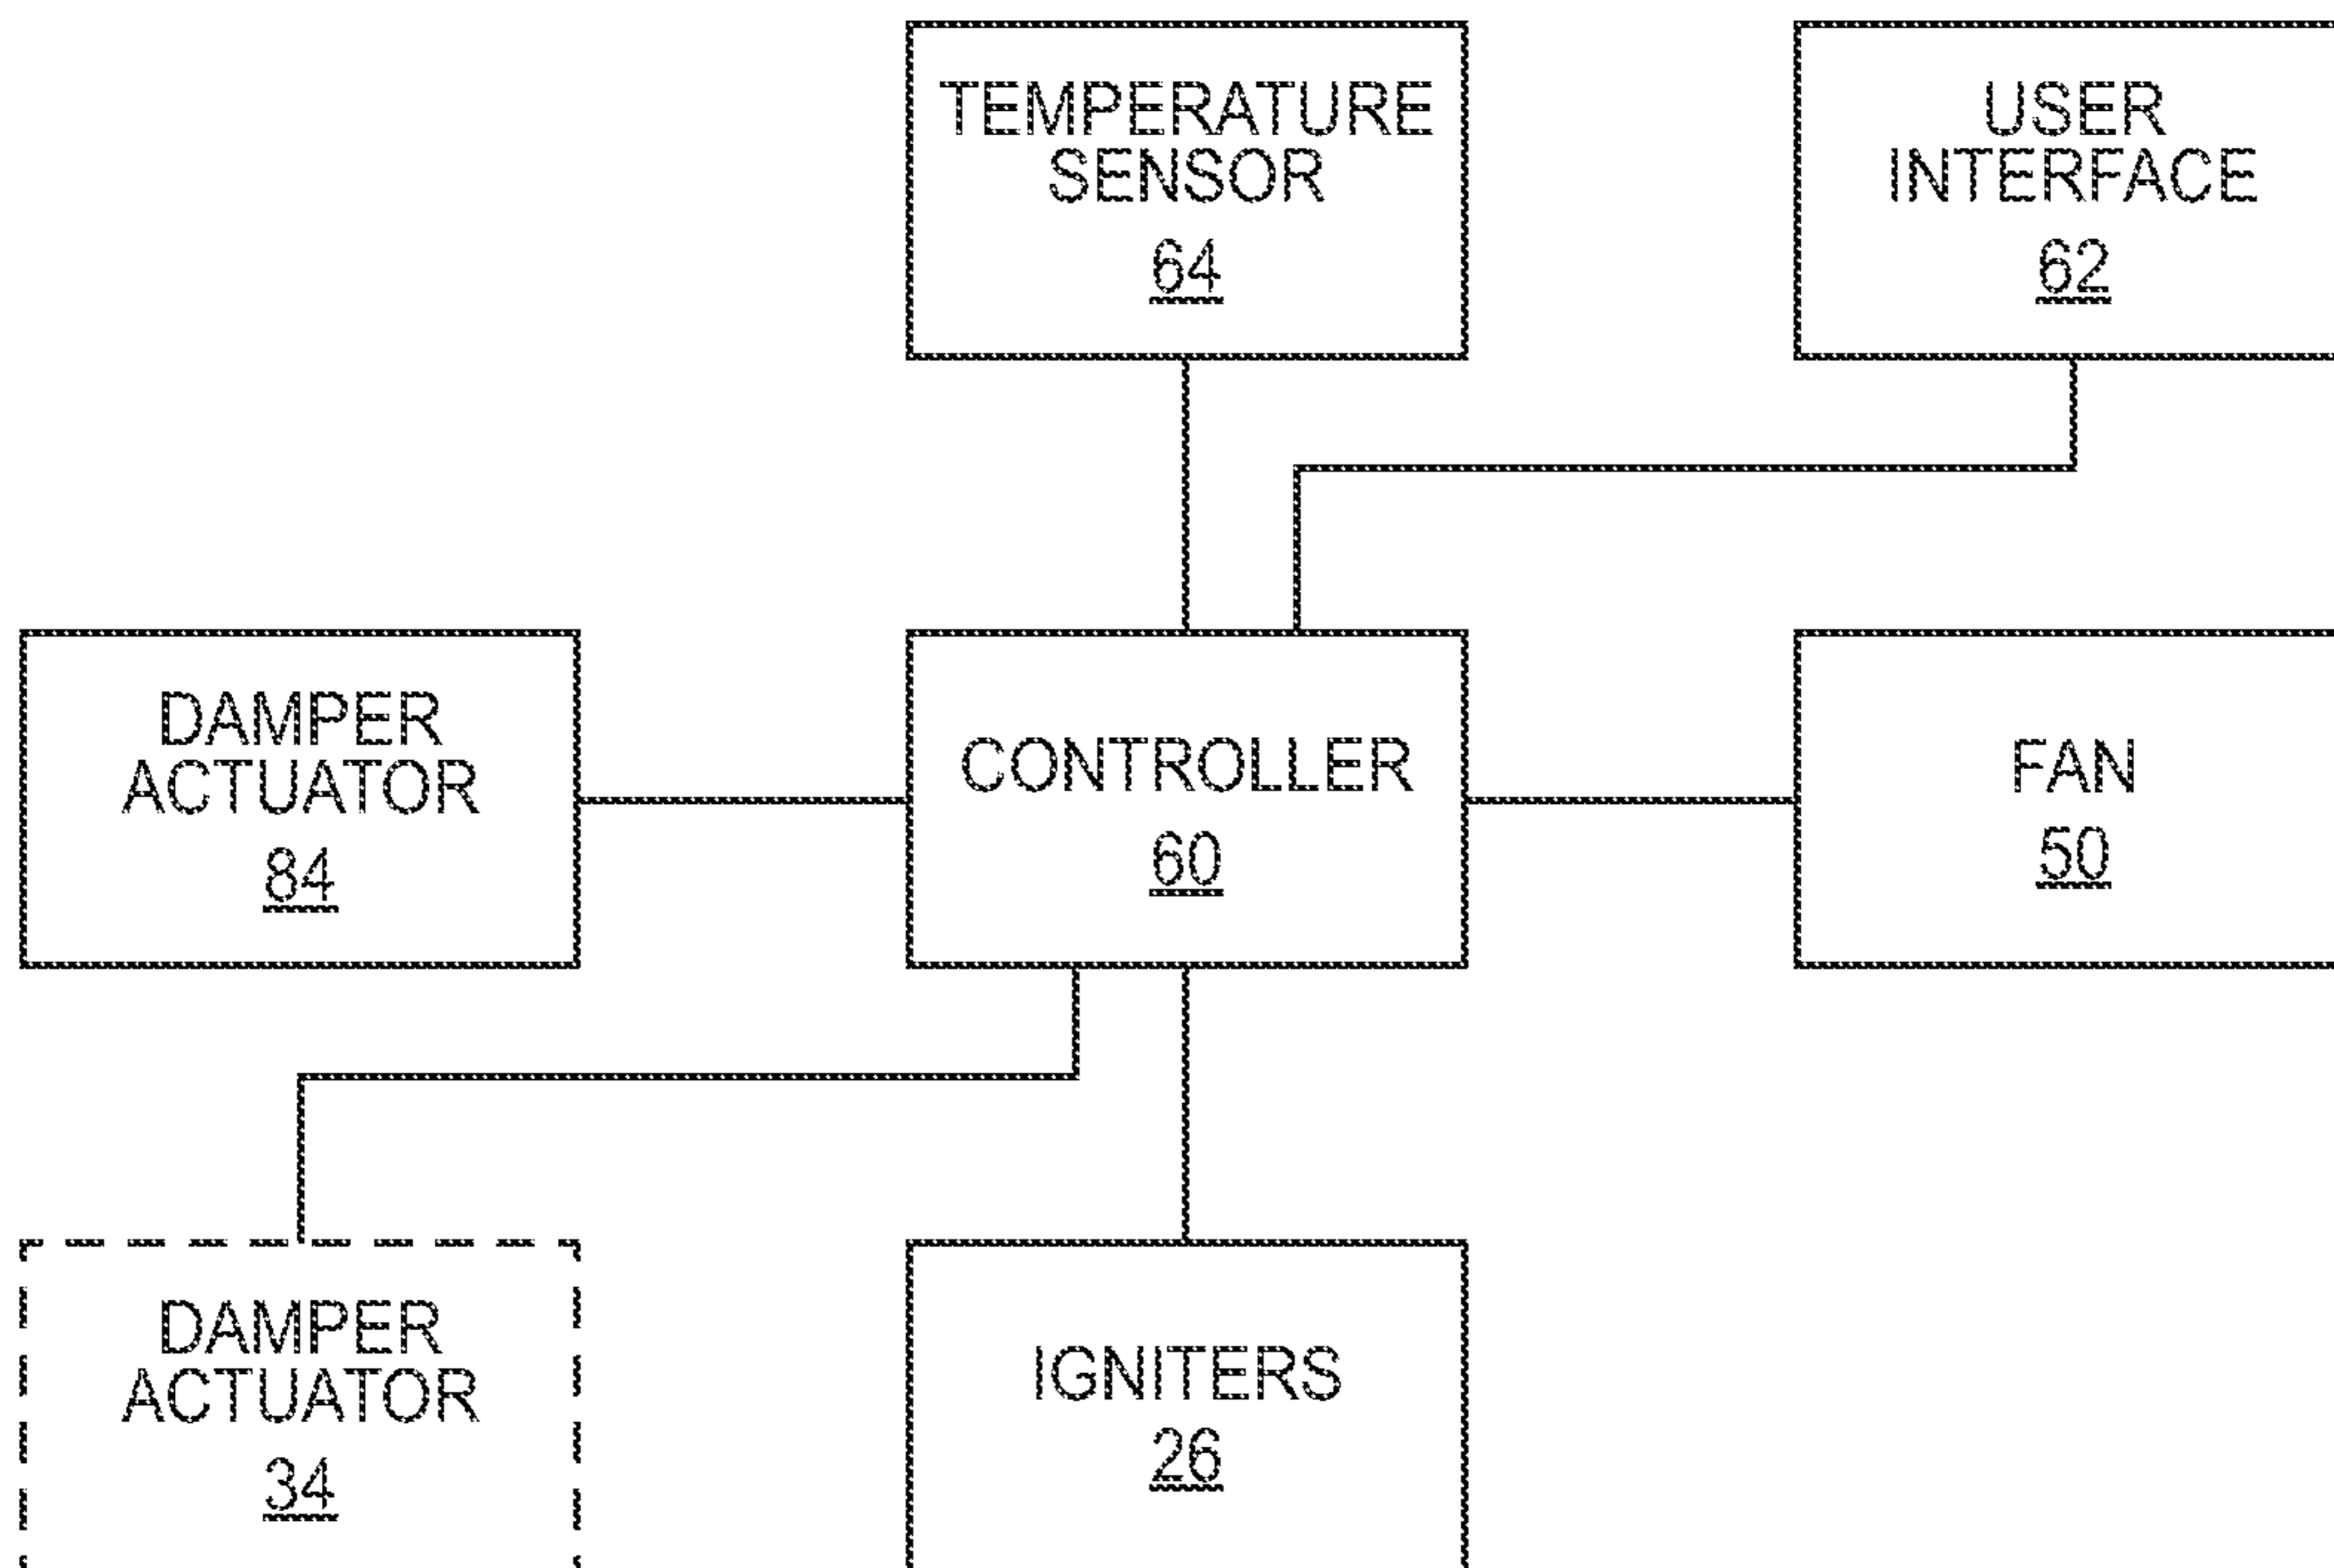 TEMPERATURE
SENSOR
64
USER
INTERFACE
62
DAMPER
ACTUATOR
84
CONTROLLER
60
FAN
50
DAMPER
ACTUATOR
34
IGNITERS
26